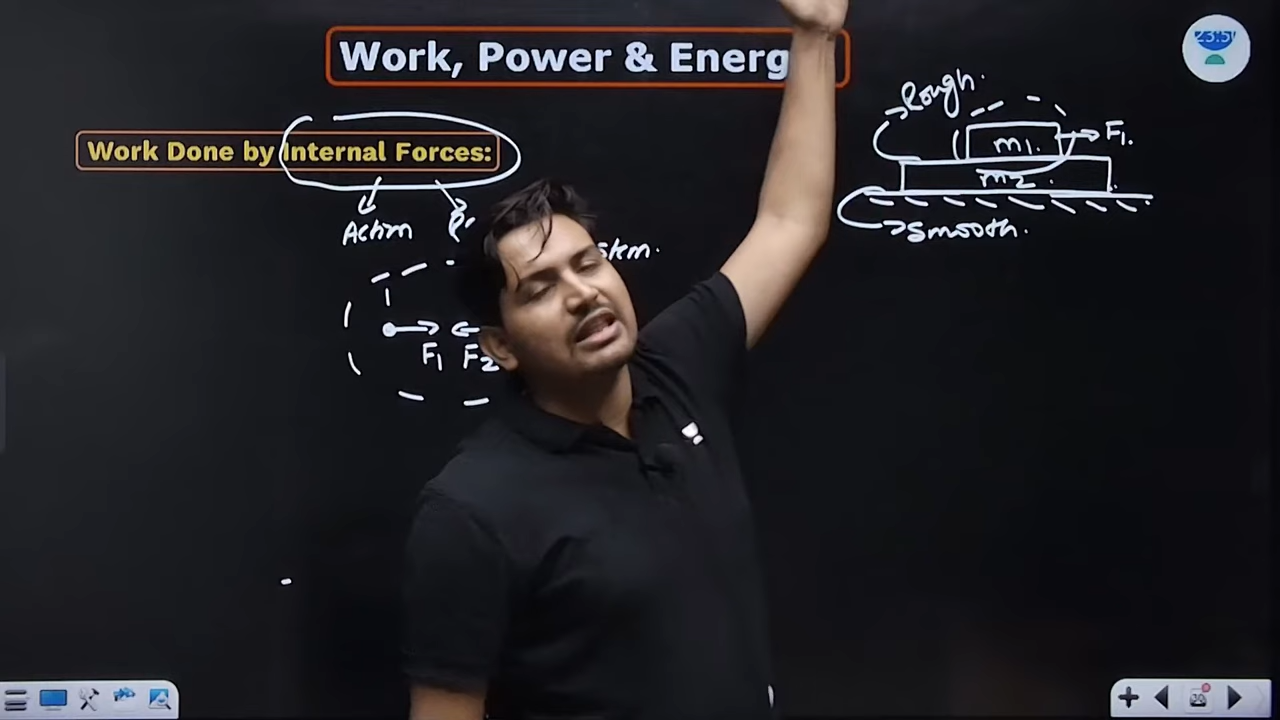 Work, Power & Energ
Work Done by Internal Forces:
Action
F1 F2
Rough.
m1. F1.
m2
smooth.